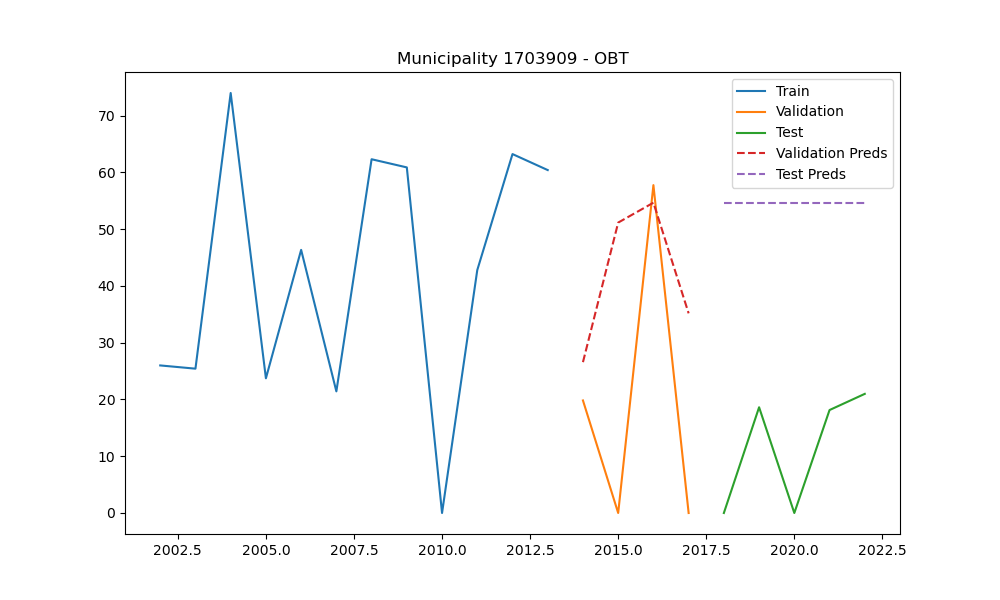 Municipality 1703909 - OBT
Train
Validation
Test
Validation Preds
Test Preds
70
60
50
40
30
20
10
0
2002.5 2005.0 2007.5 2010.0 2012.5 2015.0 2017.5 2020.0 2022.5